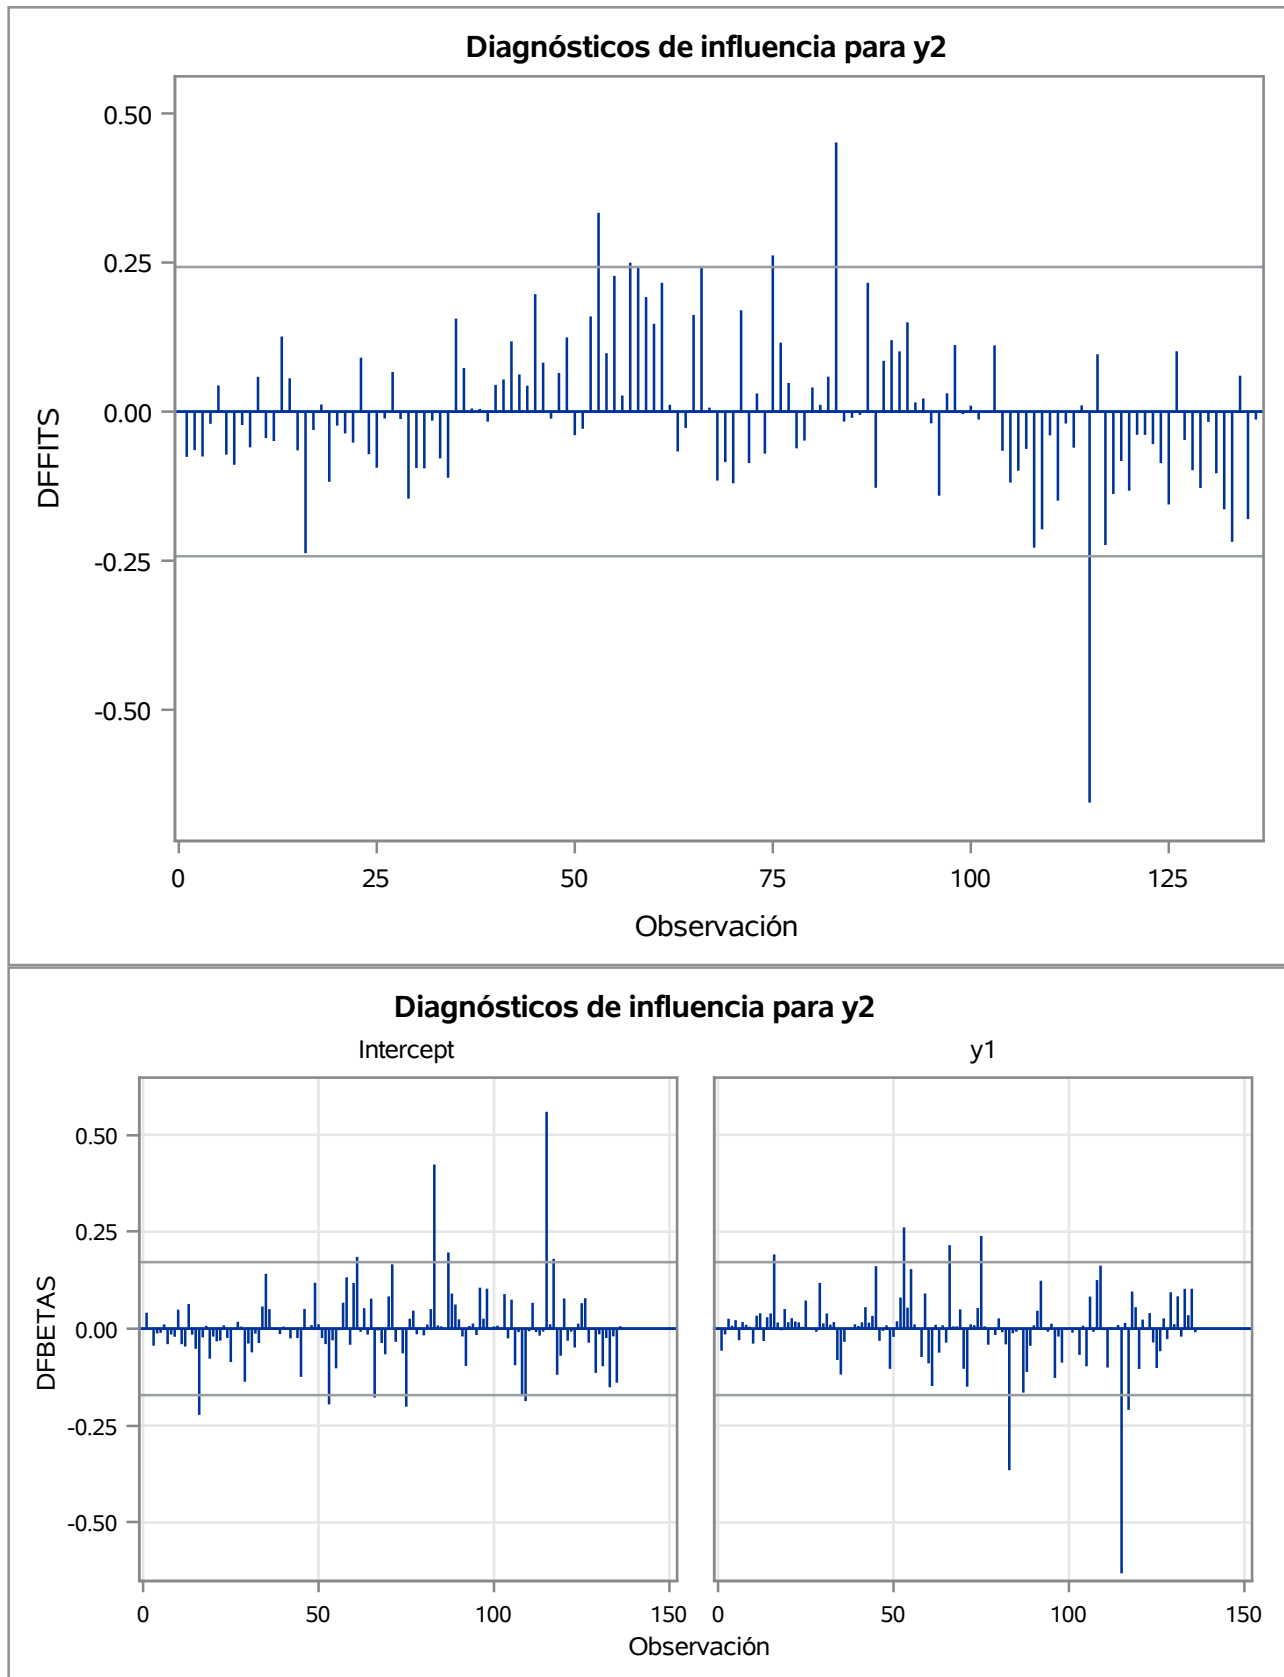 Diagnósticos de influencia para y2
0.50
0.25
0.00
-0.25
-0.50
DFFITS
0 25 50 75 100 125
Observación
Diagnósticos de influencia para y2
Intercept y1
0.50
0.25
0.00
-0.25
-0.50
DFBETAS
0 50 100 150 0 50 100 150
Observación